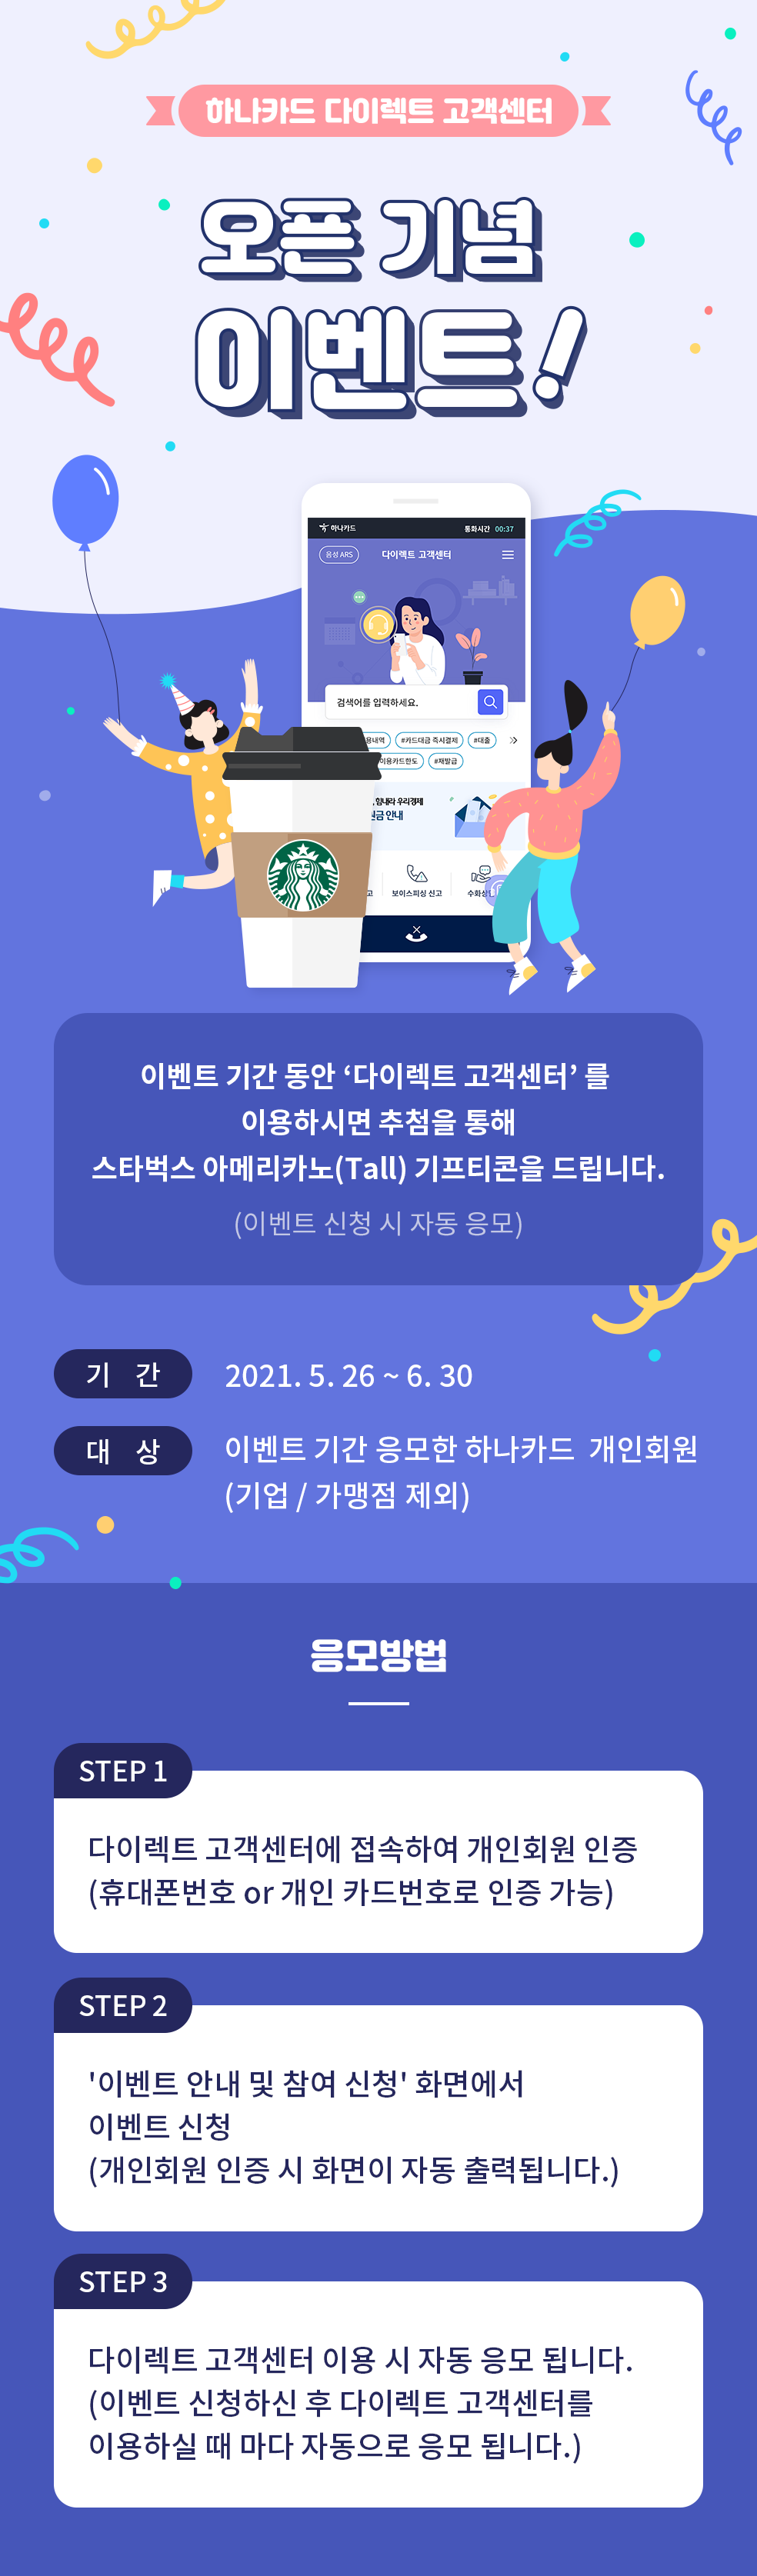 하나카드 다이렉트 고객센터
오픈 기념
이벤트!
하나카드
통화시간 00:37
음성 ARS
다이렉트 고객센터
검색어를 입력하세요.
용내역
#카드대금 즉시결제
#대출
이용카드한도
#재발급
, 힘내라 우리경제
원금 안내
고
보이스피싱 신고
수화상
이벤트 기간 동안 ‘다이렉트 고객센터’ 를
이용하시면 추첨을 통해
스타벅스 아메리카노(Tall) 기프티콘을 드립니다.
(이벤트 신청 시 자동 응모)
기 간
2021. 5. 26 ~ 6. 30
대 상
이벤트 기간 응모한 하나카드 개인회원
(기업 / 가맹점 제외)
응모방법
STEP 1
다이렉트 고객센터에 접속하여 개인회원 인증
(휴대폰번호 or 개인 카드번호로 인증 가능)
STEP 2
'이벤트 안내 및 참여 신청' 화면에서
이벤트 신청
(개인회원 인증 시 화면이 자동 출력됩니다.)
STEP 3
다이렉트 고객센터 이용 시 자동 응모 됩니다.
(이벤트 신청하신 후 다이렉트 고객센터를
이용하실 때 마다 자동으로 응모 됩니다.)